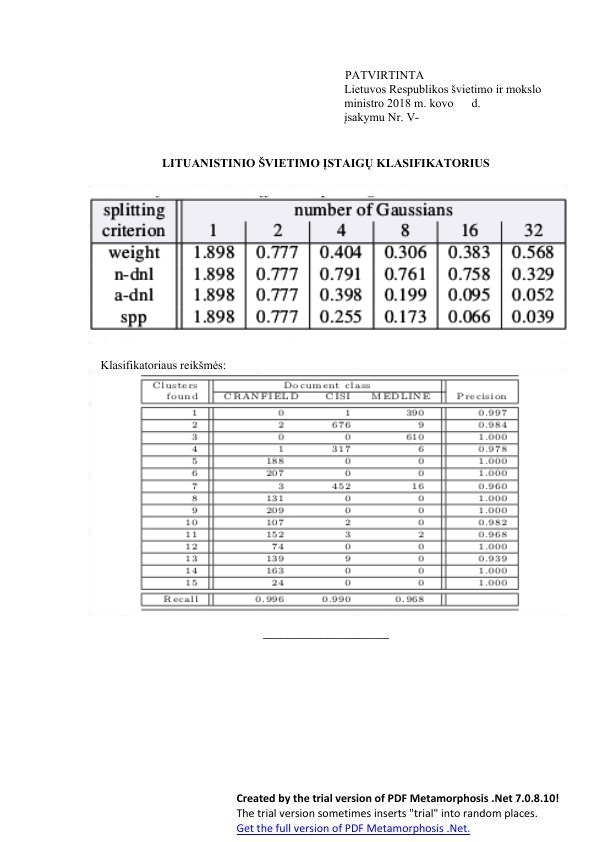 PATVIRTINTA
Lietuvos Respublikos švietimo ir mokslo
ministro 2018 m. kovo d.
įsakymu Nr. V-
LITUANISTINIO ŠVIETIMO ĮSTAIGŲ KLASIFIKATORIUS
splitting number of Gaussians
criterion 1 2 4 8 16 32
weight 1.898 0.777 0.404 0.306 0.383 0.568
n-dnl 1.898 0.777 0.791 0.761 0.758 0.329
a-dnl 1.898 0.777 0.398 0.199 0.095 0.052
spp 1.898 0.777 0.255 0.173 0.066 0.039
Klasifikatoriaus reikšmės:
Clusters Document class
found CRANFIELD CISI MEDLINE Precision
1 0 1 390 0.997
2 2 676 9 0.984
3 0 0 610 1.000
4 1 317 6 0.978
5 188 0 0 1.000
6 207 0 0 1.000
7 3 452 16 0.960
8 131 0 0 1.000
9 209 0 0 1.000
10 107 2 0 0.982
11 152 3 2 0.968
12 74 0 0 1.000
13 139 9 0 0.939
14 163 0 0 1.000
15 24 0 0 1.000
Recall 0.996 0.990 0.968
Created by the trial version of PDF Metamorphosis .Net 7.0.8.10!
The trial version sometimes inserts "trial" into random places.
Get the full version of PDF Metamorphosis .Net.